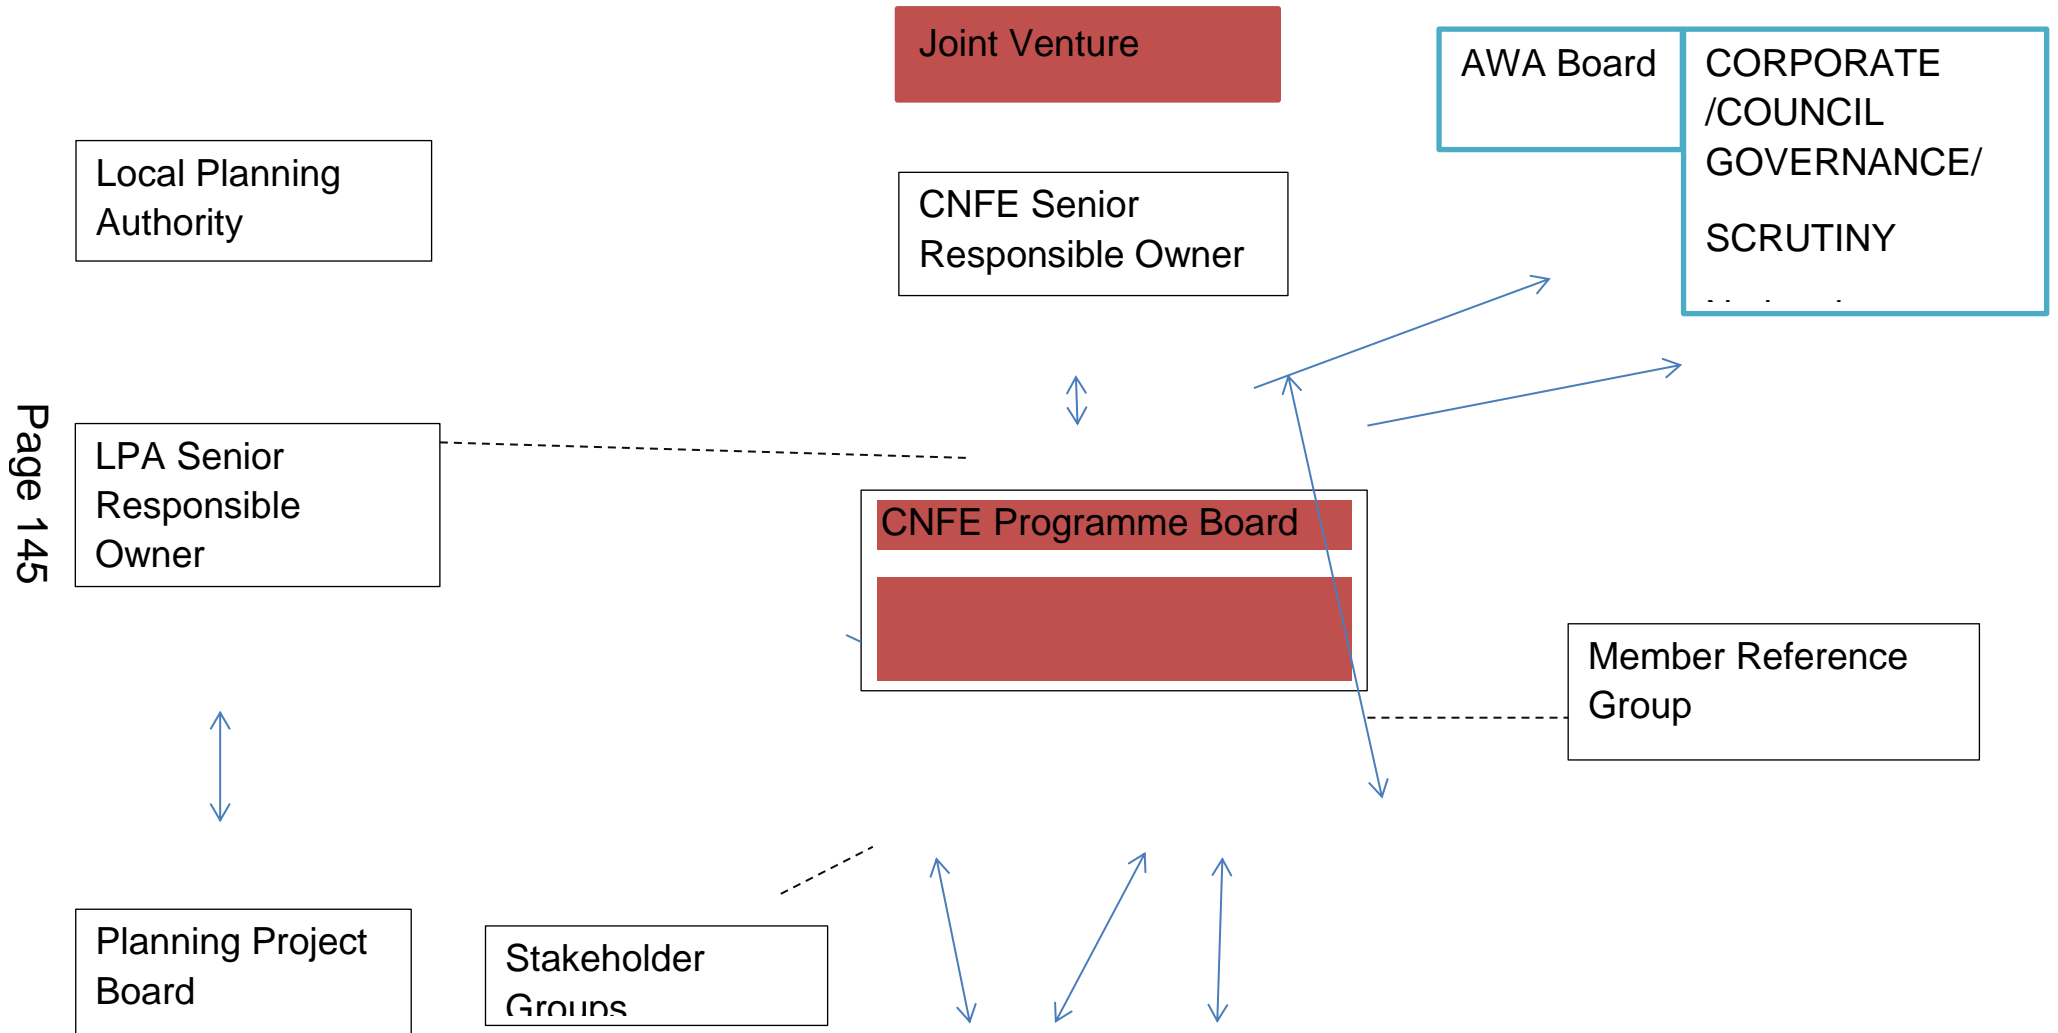 Joint Venture
AWA Board
CORPORATE
/COUNCIL
GOVERNANCE/
SCRUTINY
Local Planning
Authority
CNFE Senior
Responsible Owner
Page 145
LPA Senior
Responsible
Owner
CNFE Programme Board
Member Reference
Group
Planning Project
Board
Stakeholder
Groups